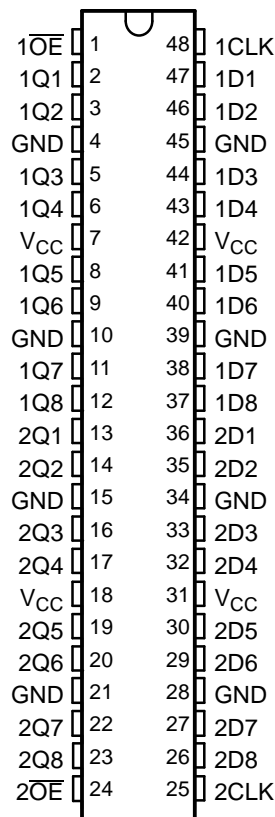 1O̅E̅ 1 48 1CLK
1Q1 2 47 1D1
1Q2 3 46 1D2
GND 4 45 GND
1Q3 5 44 1D3
1Q4 6 43 1D4
VCC 7 42 VCC
1Q5 8 41 1D5
1Q6 9 40 1D6
GND 10 39 GND
1Q7 11 38 1D7
1Q8 12 37 1D8
2Q1 13 36 2D1
2Q2 14 35 2D2
GND 15 34 GND
2Q3 16 33 2D3
2Q4 17 32 2D4
VCC 18 31 VCC
2Q5 19 30 2D5
2Q6 20 29 2D6
GND 21 28 GND
2Q7 22 27 2D7
2Q8 23 26 2D8
2O̅E̅ 24 25 2CLK